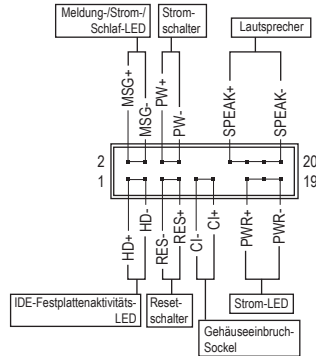 Meldung-/Strom-/
Schlaf-LED
Strom-
schalter
Lautsprecher
MSG+
MSG-
PW+
PW-
SPEAK+
SPEAK-
2
20
1
19
HD+
HD-
RES-
RES+
CI-
CI+
PWR+
PWR-
IDE-Festplattenaktivitäts-
LED
Reset-
schalter
Strom-LED
Gehäuseeinbruch-
Sockel